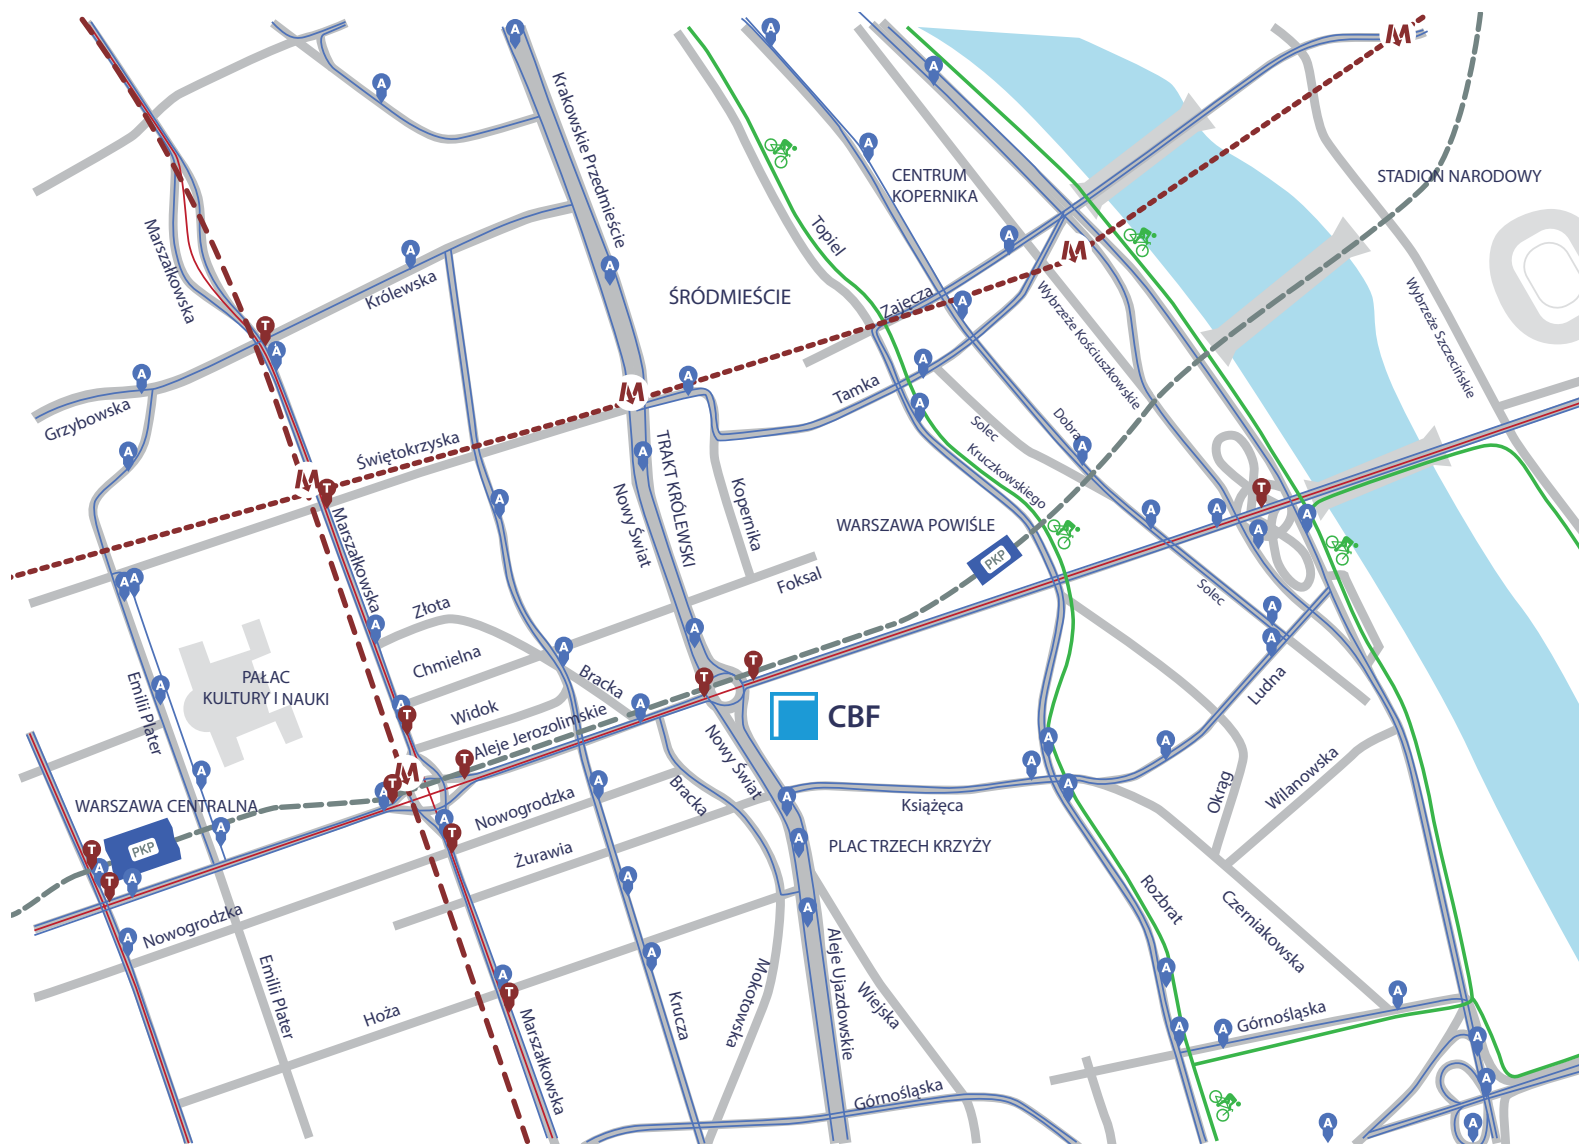 Krakowskie Przedmieście
CENTRUM
KOPERNIKA
STADION NARODOWY
Marszałkowska
Topiel
Królewska
ŚRÓDMIEŚCIE
Zajęcza
Wybrzeże Kościuszkowskie
Wybrzeże Szczecińskie
Grzybowska
Tamka
Świętokrzyska
TRAKT KRÓLEWSKI
Nowy Świat
Kopernika
Solec
Dobra
Kruczkowskiego
WARSZAWA POWIŚLE
PKP
Marszałkowska
Foksal
Złota
Solec
Chmielna
Bracka
PAŁAC
KULTURY I NAUKI
Emilii Plater
Widok
Aleje Jerozolimskie
CBF
Ludna
Nowy Świat
Bracka
WARSZAWA CENTRALNA
PKP
Nowogrodzka
Książęca
Okrąg
Wilanowska
Żurawia
PLAC TRZECH KRZYŻY
Rozbrat
Czerniakowska
Nowogrodzka
Emilii Plater
Hoża
Krucza
Mokotowska
Aleje Ujazdowskie
Wiejska
Górnośląska
Marszałkowska
Górnośląska